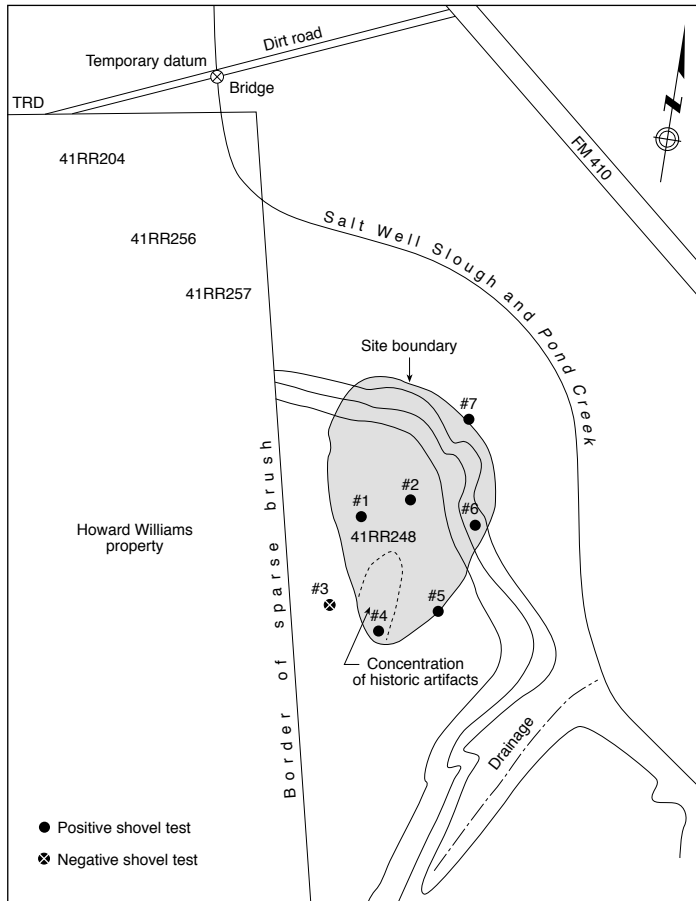 Dirt road
Temporary datum
Bridge
TRD
FM 410
41RR204
41RR256
41RR257
Salt Well Slough and Pond Creek
Site boundary
#7
#2
#1
#6
41RR248
Howard Williams
property
Border of sparse brush
#3
#5
#4
Concentration
of historic artifacts
Drainage
Positive shovel test
Negative shovel test
N